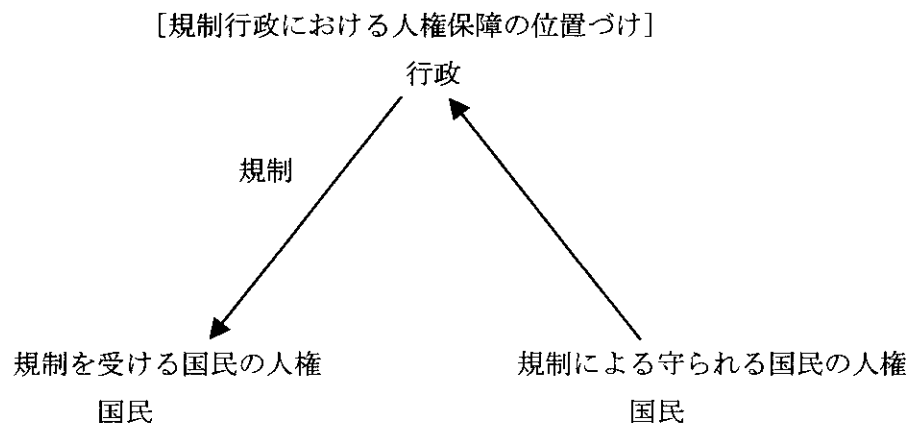 [規制行政における人権保障の位置づけ]
行政
規制
規制を受ける国民の人権
規制による守られる国民の人権
国民
国民